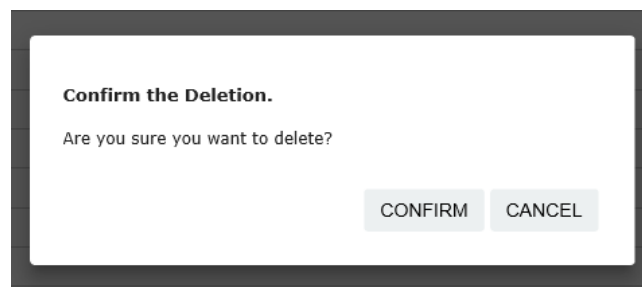 Confirm the Deletion.
Are you sure you want to delete?
CONFIRM CANCEL